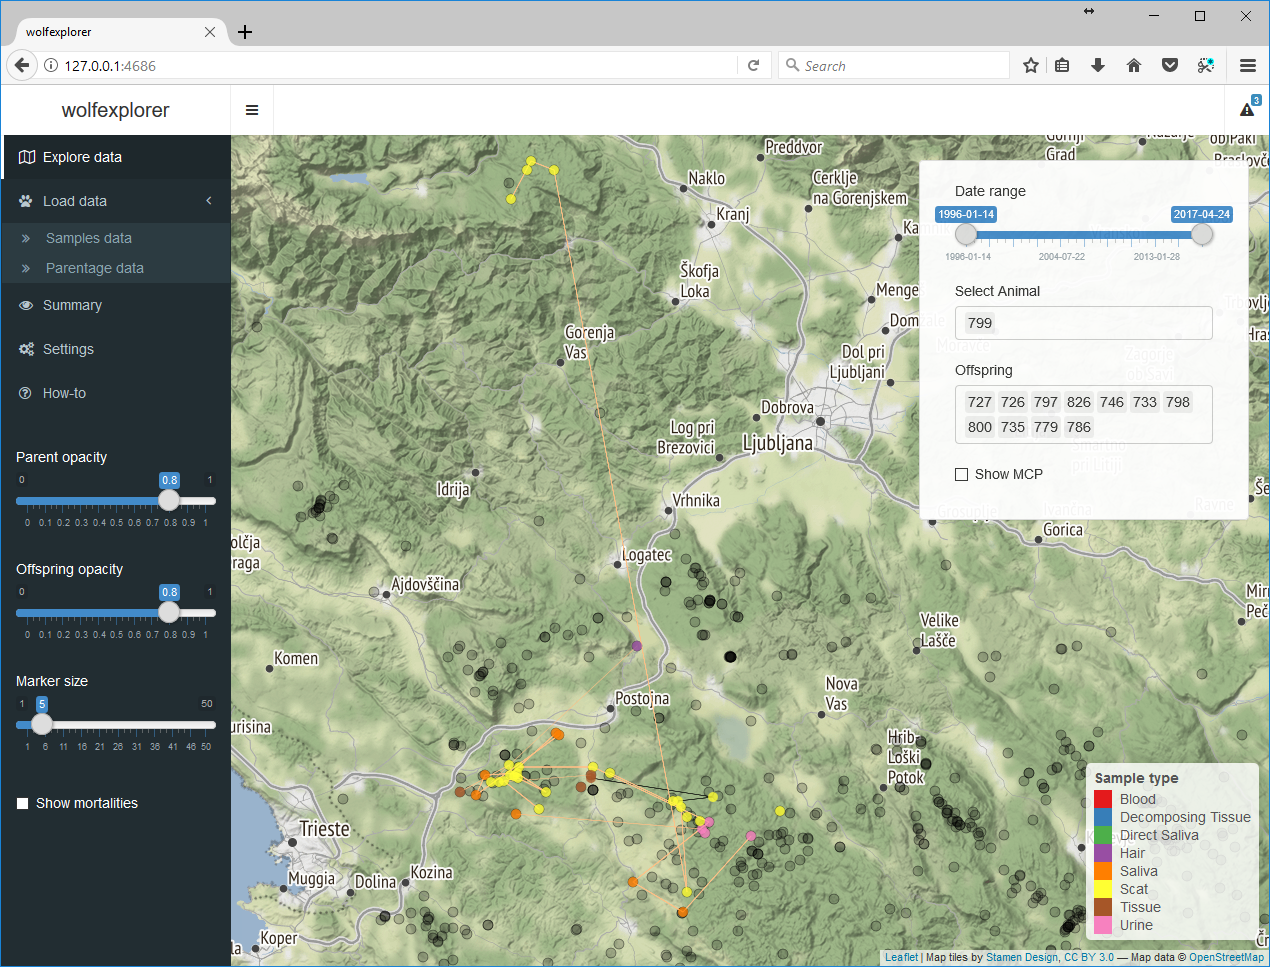 wolfexplorer
127.0.0.1:4686
Search
wolfexplorer
3
Explore data
Load data
Samples data
Parentage data
Summary
Settings
How-to
Parent opacity
0 0.8 1
0 0.1 0.2 0.3 0.4 0.5 0.6 0.7 0.8 0.9 1
Offspring opacity
0 0.8 1
0 0.1 0.2 0.3 0.4 0.5 0.6 0.7 0.8 0.9 1
Marker size
1 5 50
1 6 11 16 21 26 31 36 41 46 50
Show mortalities
Preddvor
Naklo
Cerklje
na Gorenjskem
Kranj
Škofja
Loka
Gorenja
Vas
Dol pri
Ljubljani
Dobrova
Log pri
Brezovici
Ljubljana
Idrija
Vrhnika
Logatec
Ajdovščina
Komen
Postojna
Velike
Lašče
Nova
Vas
Hrib-
Loški
Potok
Gorica
Trieste
Muggia
Dolina
Kozina
Koper
Date range
1996-01-14 2017-04-24
1996-01-14 2004-07-22 2013-01-28
Select Animal
799
Offspring
727 726 797 826 746 733 798
800 735 779 786
Show MCP
Sample type
Blood
Decomposing Tissue
Direct Saliva
Hair
Saliva
Scat
Tissue
Urine
Leaflet | Map tiles by Stamen Design, CC BY 3.0 — Map data © OpenStreetMap